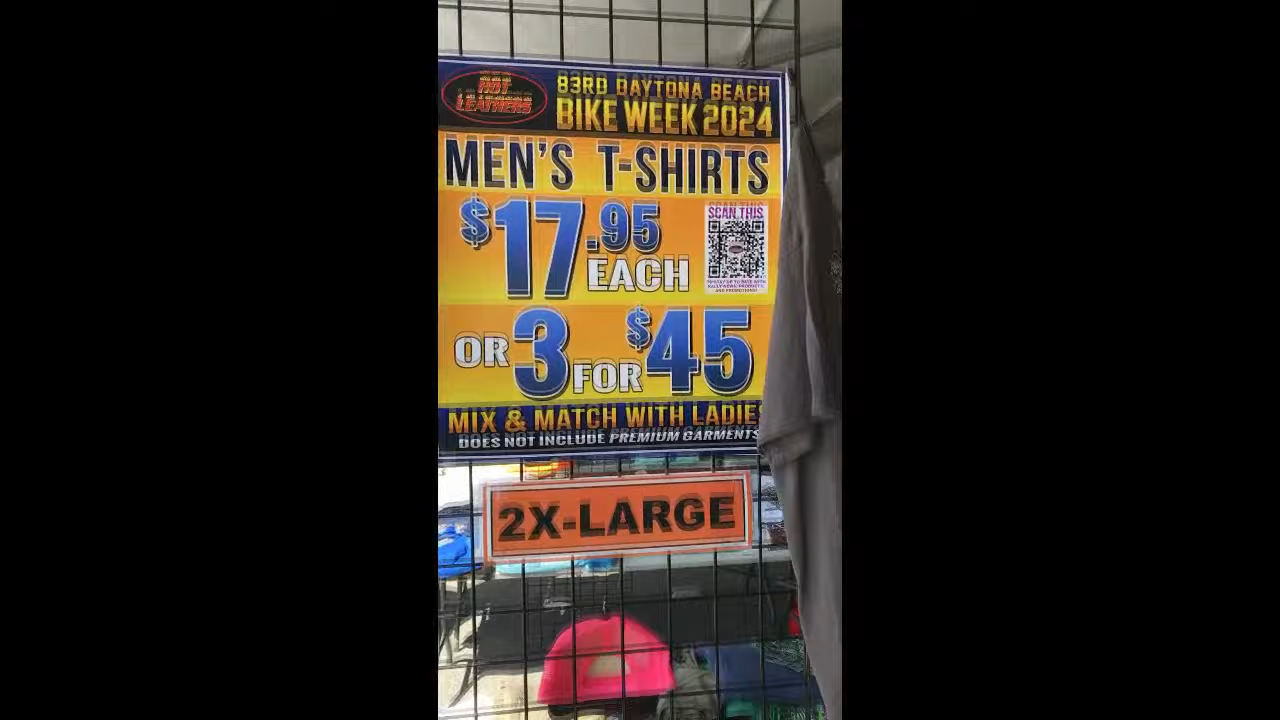 HOT
LEATHERS
83RD DAYTONA BEACH
BIKE WEEK 2024
MEN'S T-SHIRTS
$17.95
EACH
SCAN THIS
OR 3 FOR $45
MIX & MATCH WITH LADIES
DOES NOT INCLUDE PREMIUM GARMENTS
2X-LARGE